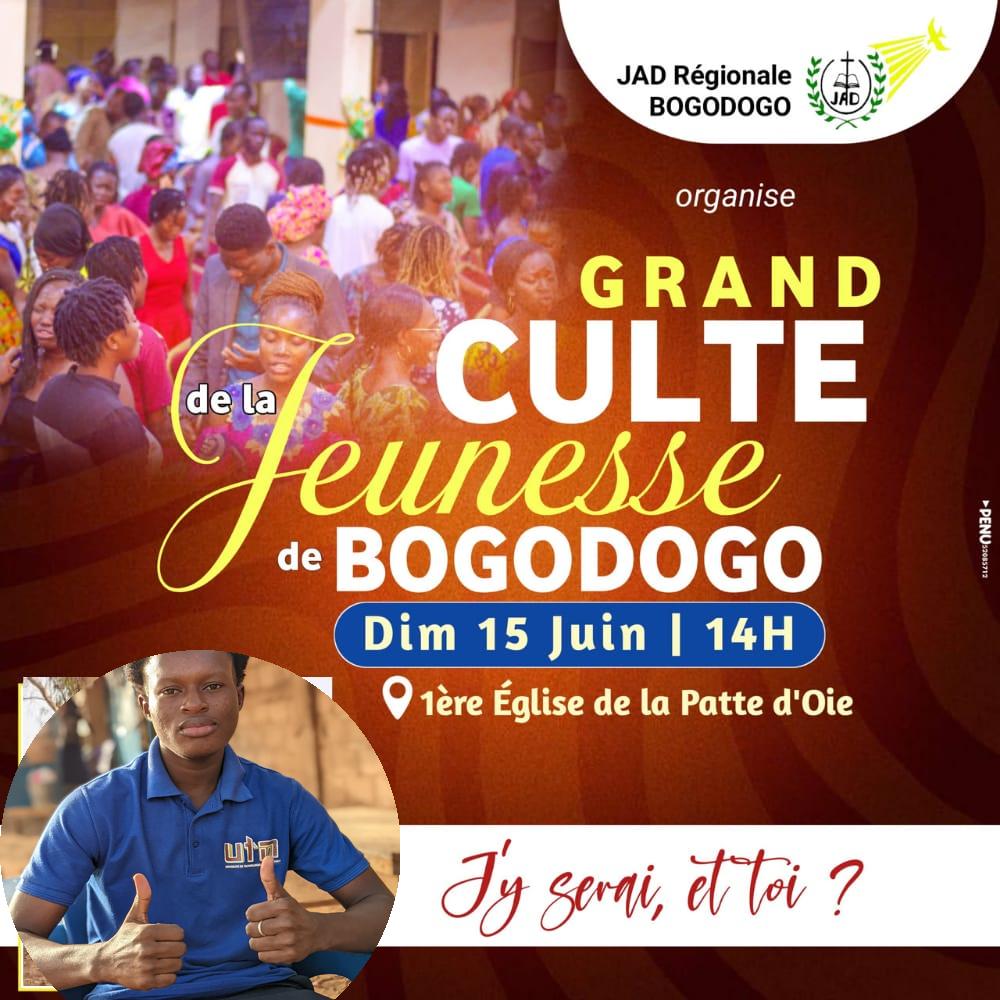 JAD Régionale
BOGODOGO
JAD
organise
GRAND
CULTE
de la
Jeunesse
de BOGODOGO
Dim 15 Juin | 14H
1ère Église de la Patte d'Oie
PENU
J'y serai, et toi ?